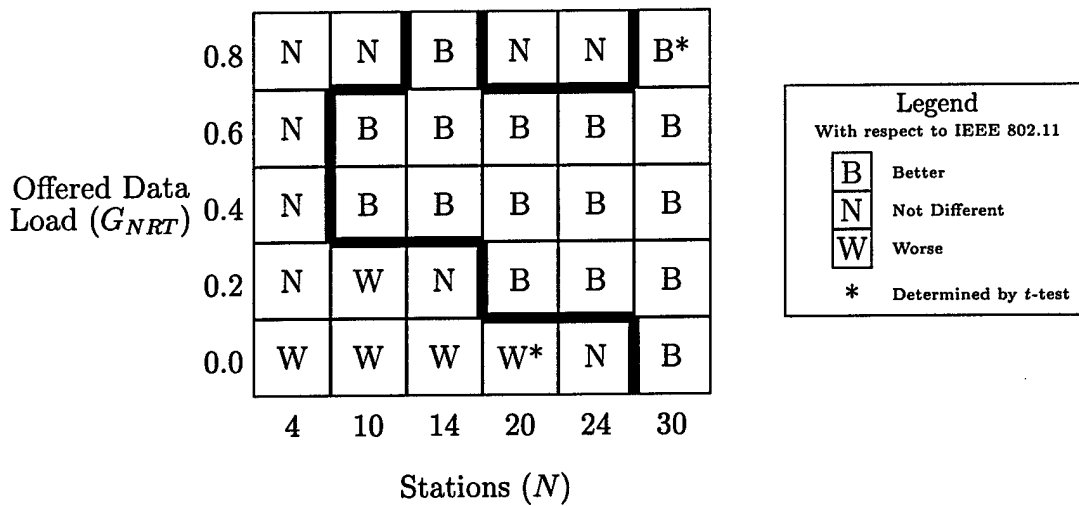 0.8 N N B N N B*
0.6 N B B B B B
Offered Data
Load (G_NRT)
0.4 N B B B B B
0.2 N W N B B B
0.0 W W W W* N B
4 10 14 20 24 30
Stations (N)
Legend
With respect to IEEE 802.11
B Better
N Not Different
W Worse
* Determined by t-test